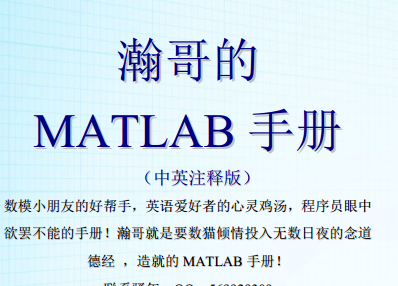 瀚哥的
MATLAB 手册
（中英注释版）
数模小朋友的好帮手，英语爱好者的心灵鸡汤，程序员眼中
欲罢不能的手册！瀚哥就是要数猫倾情投入无数日夜的念道
德经 ，造就的 MATLAB 手册！